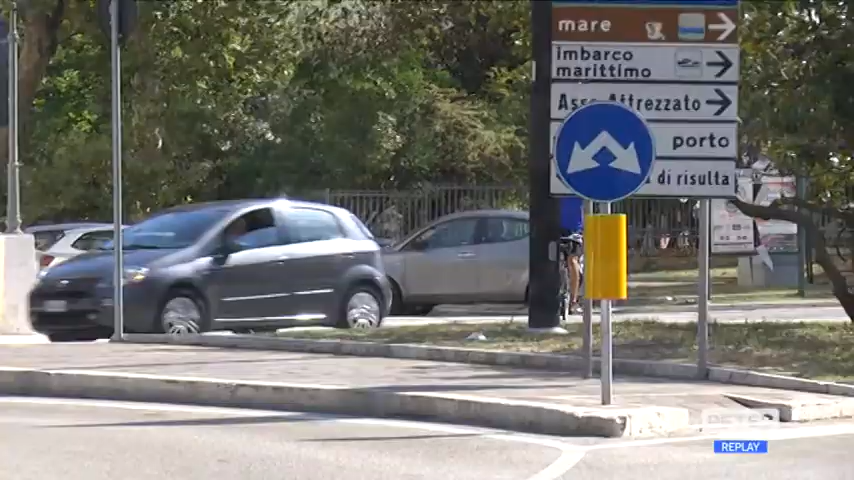 mare
imbarco
marittimo
Asse Attrezzato
porto
di risulta
REPLAY